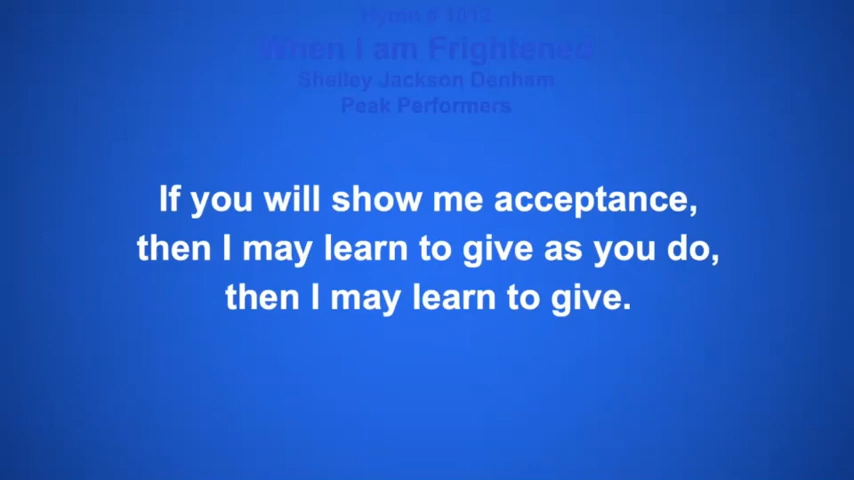 Hymn # 1012
When I am Frightened
Shelley Jackson Denham
Peak Performers
If you will show me acceptance,
then I may learn to give as you do,
then I may learn to give.